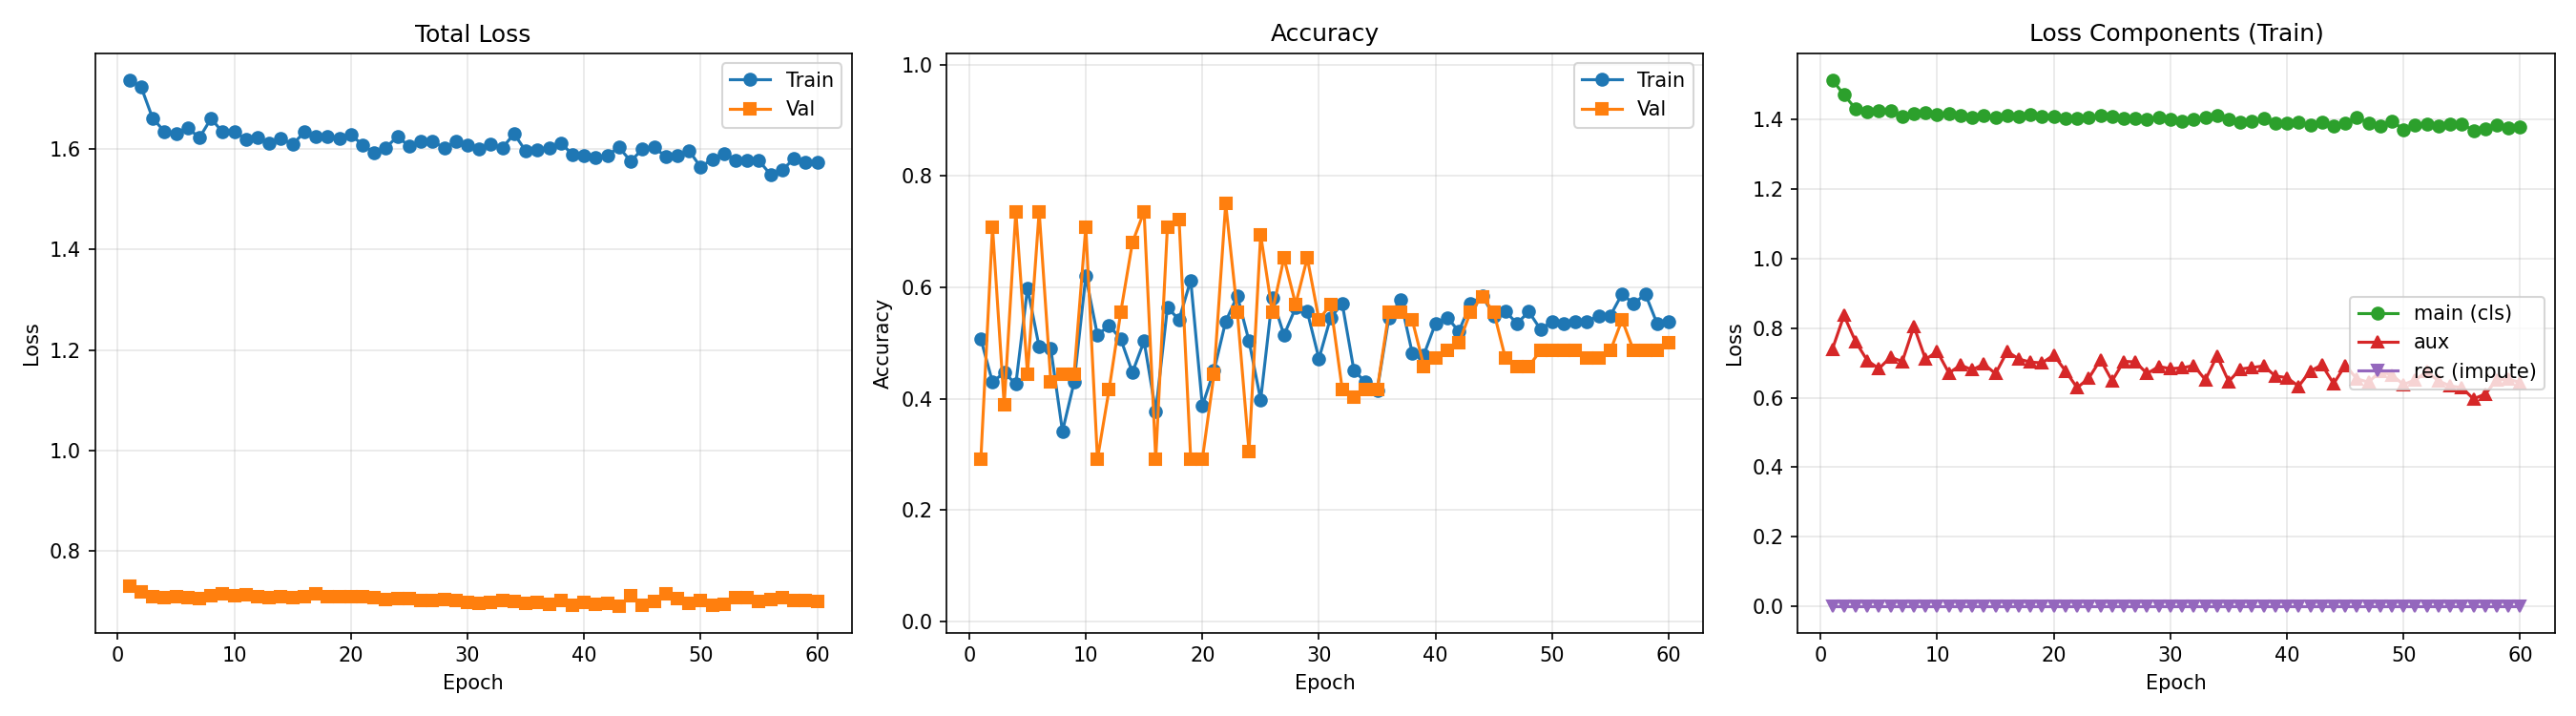 Total Loss
Train
Val
1.6
1.4
1.2
1.0
0.8
Loss
0
10
20
30
40
50
60
Epoch
Accuracy
Train
Val
1.0
0.8
0.6
0.4
0.2
0.0
Accuracy
0
10
20
30
40
50
60
Epoch
Loss Components (Train)
main (cls)
aux
rec (impute)
1.4
1.2
1.0
0.8
0.6
0.4
0.2
0.0
Loss
0
10
20
30
40
50
60
Epoch